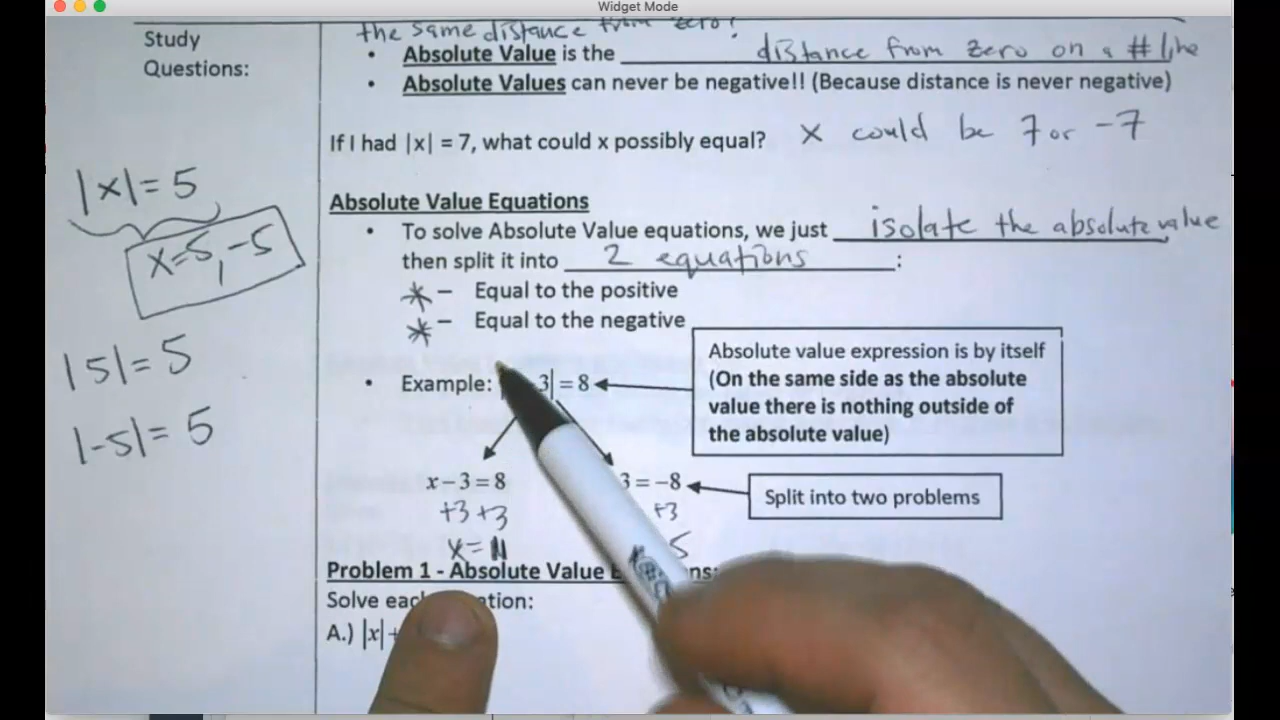 Widget Mode
the same distance from zero!
Study
Questions:
• Absolute Value is the distance from zero on a # line
• Absolute Values can never be negative!! (Because distance is never negative)
If I had |x| = 7, what could x possibly equal? x could be 7 or -7
|x| = 5
x=5, -5
|5| = 5
|-5| = 5
Absolute Value Equations
• To solve Absolute Value equations, we just isolate the absolute value
then split it into 2 equations:
* – Equal to the positive
* – Equal to the negative
Absolute value expression is by itself
(On the same side as the absolute
value there is nothing outside of
the absolute value)
• Example: 3| = 8
x – 3 = 8
+3 +3
x = 11
3 = –8
+3
5
Split into two problems
Problem 1 - Absolute Value
Solve
A.) |x| +